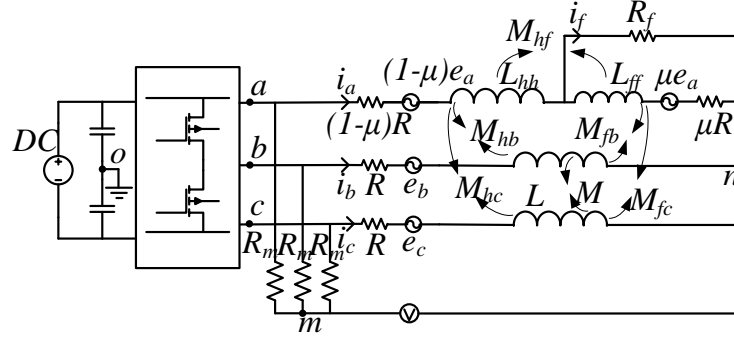 i_f R_f
M_hf
a i_a (1-μ)e_a L_hh L_ff μe_a
(1-μ)R μR
DC o b M_hb M_fb n
i_b R e_b
c M_hc L M M_fc
R_m R_m R_m i_c R e_c
m V